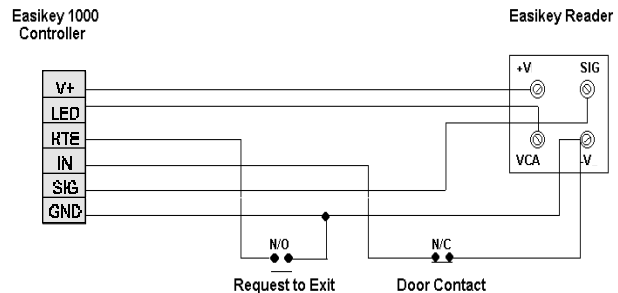 Easikey 1000
Controller
Easikey Reader
+V SIG
V+
LED
RTE
IN
VCA -V
SIG
GND
N/O N/C
Request to Exit Door Contact